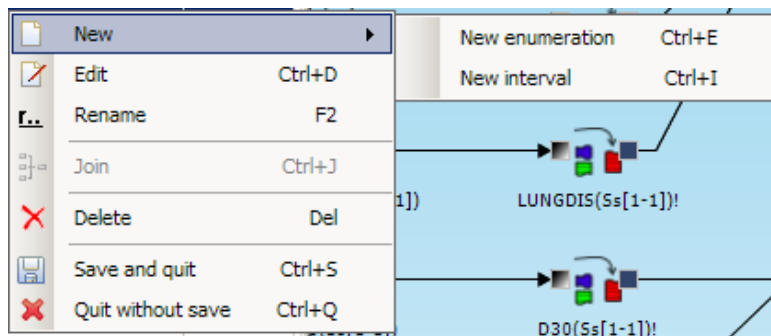 New
New enumeration Ctrl+E
Edit Ctrl+D
New interval Ctrl+I
Rename F2
Join Ctrl+J
Delete Del
1])
LUNGDIS(Ss[1-1])!
Save and quit Ctrl+S
Quit without save Ctrl+Q
D30(Ss[1-1])!